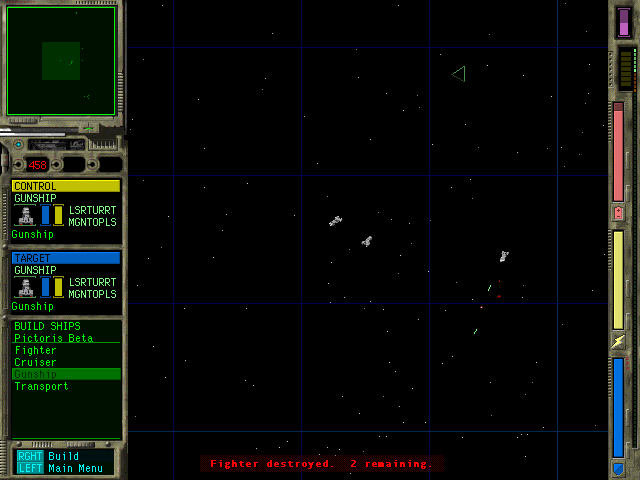 458
CONTROL
GUNSHIP
LSRTURRT
MGNTOPLS
Gunship
TARGET
GUNSHIP
LSRTURRT
MGNTOPLS
Gunship
BUILD SHIPS
Pictoris Beta
Fighter
Cruiser
Gunship
Transport
RGHT Build
LEFT Main Menu
Fighter destroyed. 2 remaining.